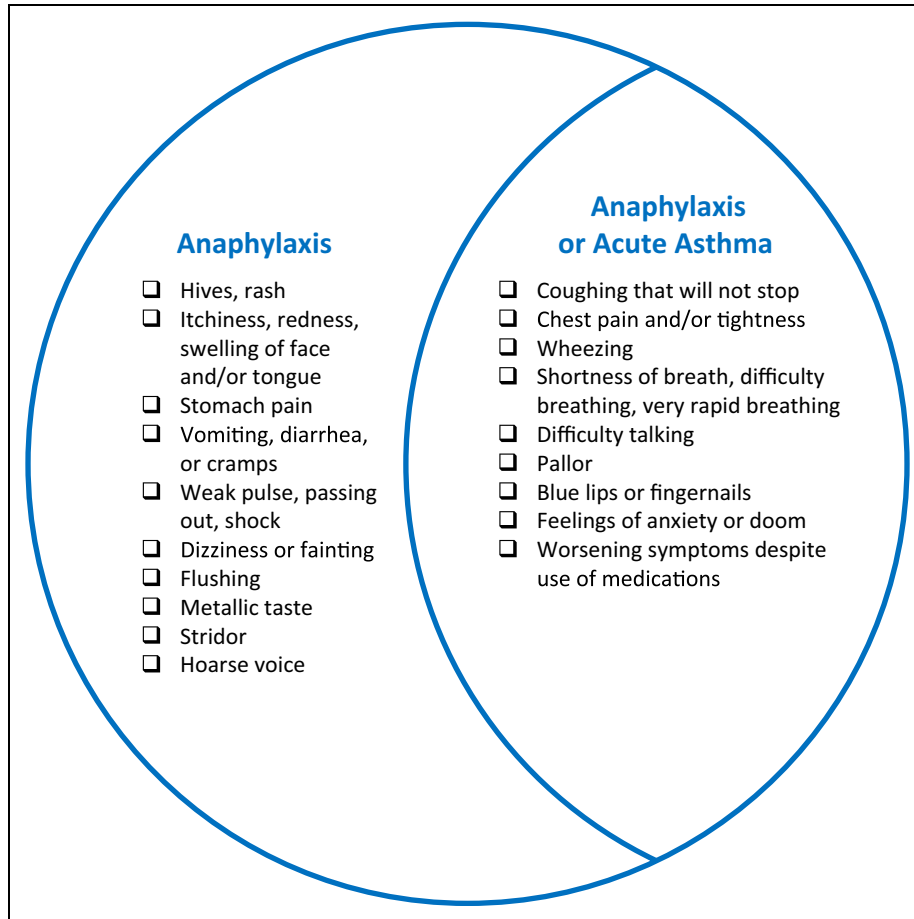 Anaphylaxis
❑ Hives, rash
❑ Itchiness, redness,
swelling of face
and/or tongue
❑ Stomach pain
❑ Vomiting, diarrhea,
or cramps
❑ Weak pulse, passing
out, shock
❑ Dizziness or fainting
❑ Flushing
❑ Metallic taste
❑ Stridor
❑ Hoarse voice
Anaphylaxis
or Acute Asthma
❑ Coughing that will not stop
❑ Chest pain and/or tightness
❑ Wheezing
❑ Shortness of breath, difficulty
breathing, very rapid breathing
❑ Difficulty talking
❑ Pallor
❑ Blue lips or fingernails
❑ Feelings of anxiety or doom
❑ Worsening symptoms despite
use of medications